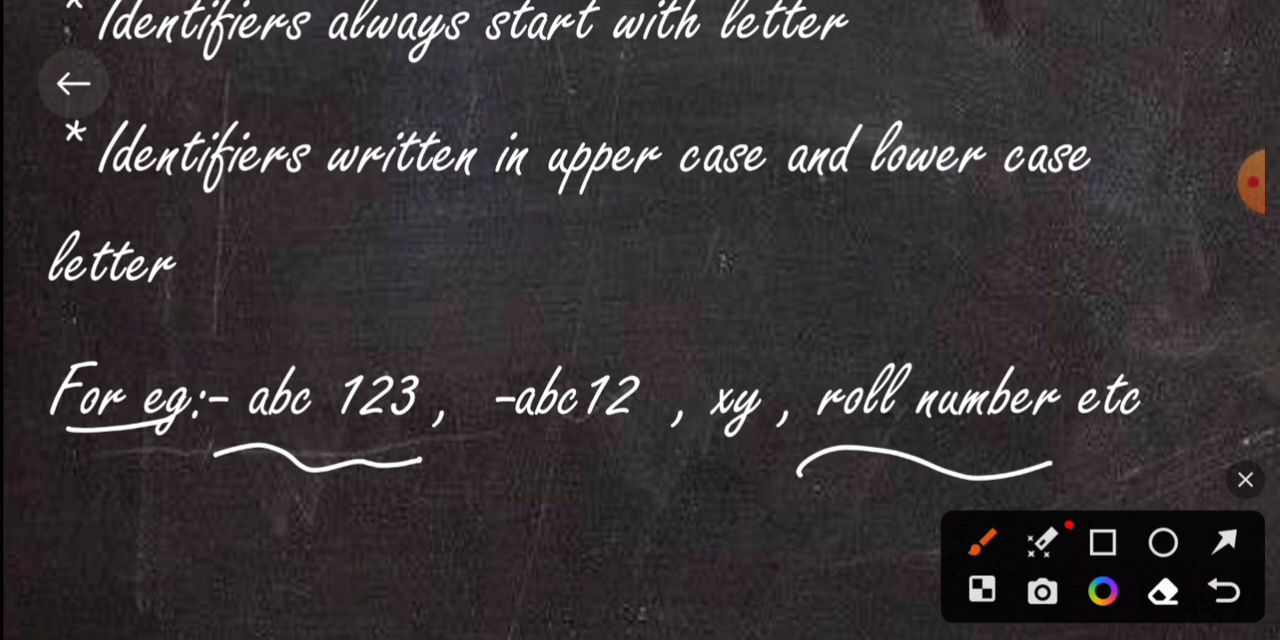 * Identifiers always start with letter
* Identifiers written in upper case and lower case
letter
For eg:- abc 123 , -abc12 , xy , roll number etc